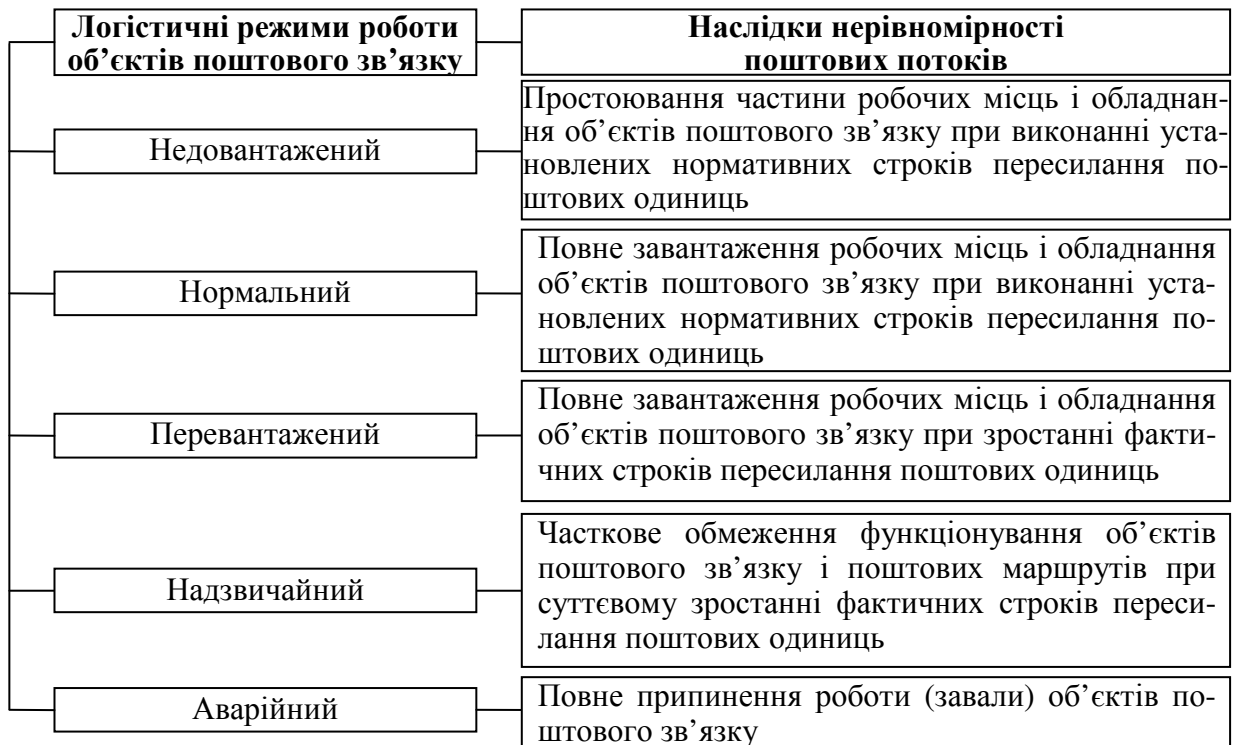 Логістичні режими роботи
об’єктів поштового зв’язку
Наслідки нерівномірності
поштових потоків
Недовантажений
Простоювання частини робочих місць і обладнан-
ня об’єктів поштового зв’язку при виконанні уста-
новлених нормативних строків пересилання по-
штових одиниць
Нормальний
Повне завантаження робочих місць і обладнання
об’єктів поштового зв’язку при виконанні уста-
новлених нормативних строків пересилання по-
штових одиниць
Перевантажений
Повне завантаження робочих місць і обладнання
об’єктів поштового зв’язку при зростанні факти-
чних строків пересилання поштових одиниць
Надзвичайний
Часткове обмеження функціонування об’єктів
поштового зв’язку і поштових маршрутів при
суттєвому зростанні фактичних строків переси-
лання поштових одиниць
Аварійний
Повне припинення роботи (завали) об’єктів по-
штового зв’язку